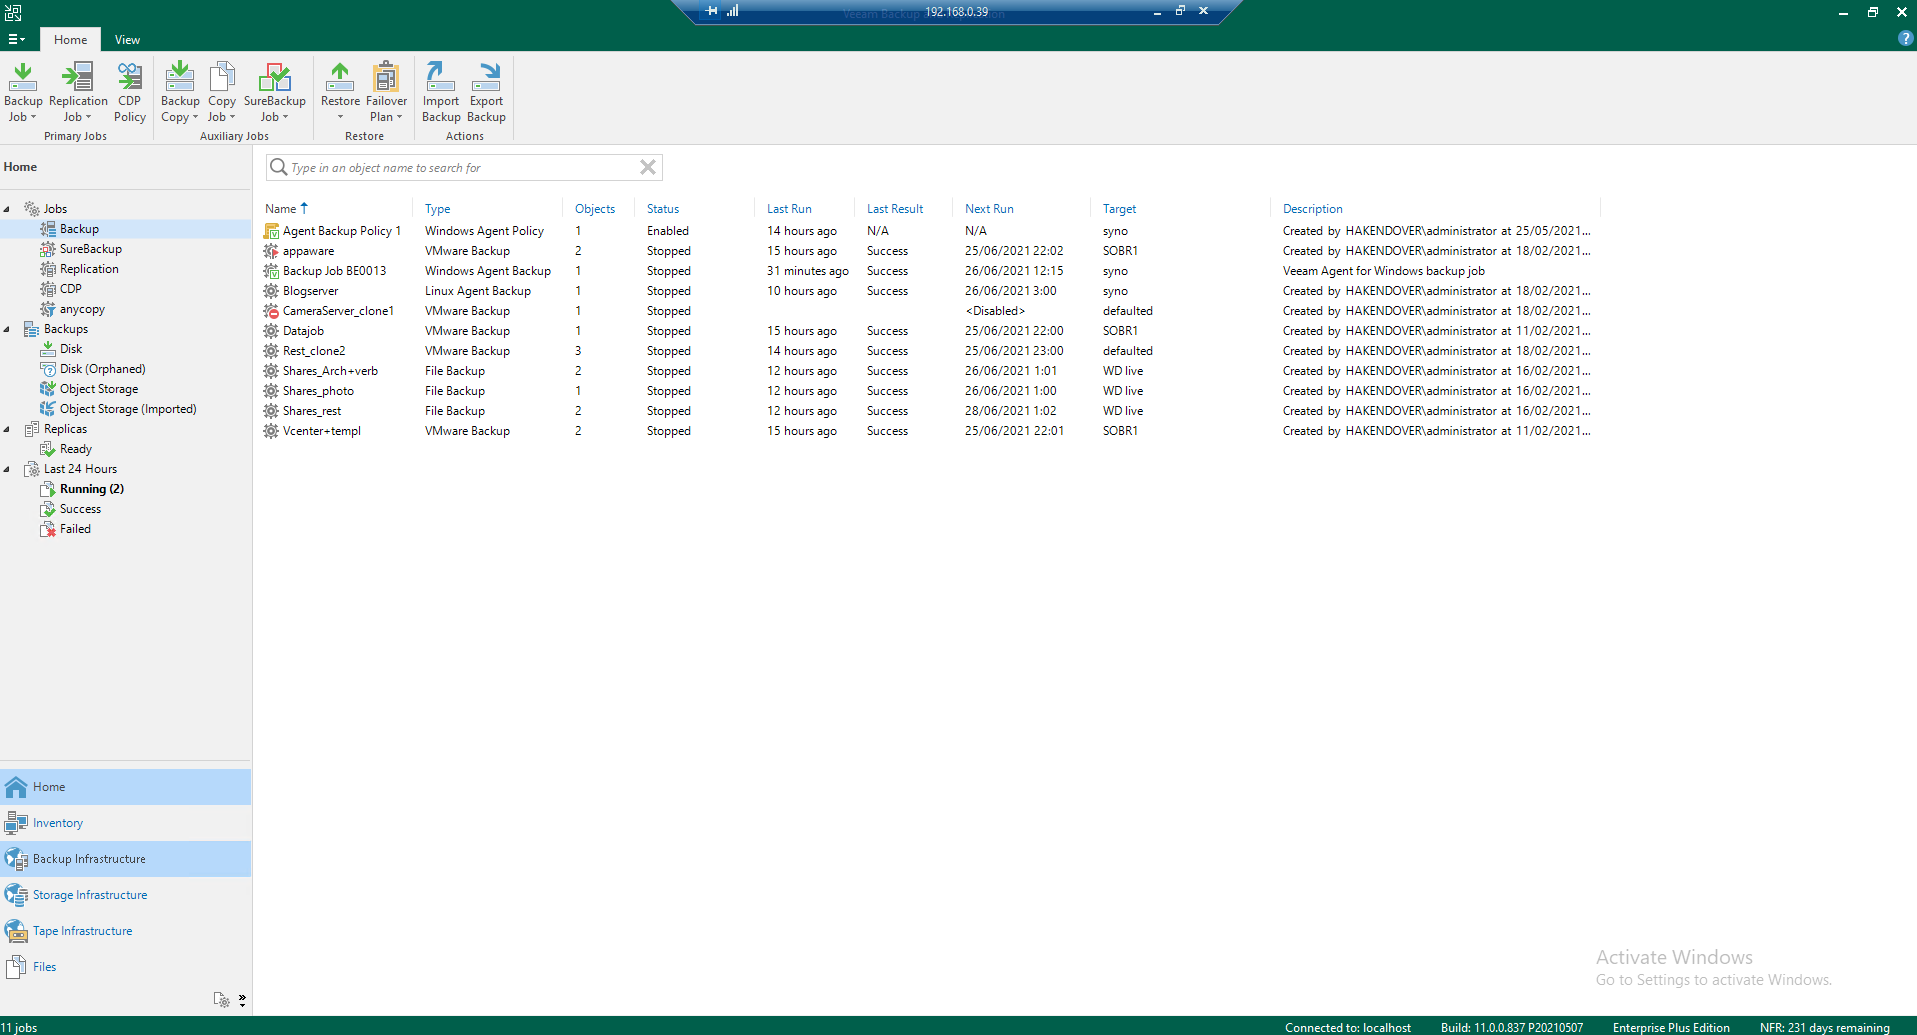 Veeam Backup and Replication
192.168.0.39
Home View
Backup Job
Replication Job
CDP Policy
Primary Jobs
Backup Copy
Copy Job
SureBackup Job
Auxiliary Jobs
Restore
Failover Plan
Restore
Import Backup
Export Backup
Actions
Home
Jobs
Backup
SureBackup
Replication
CDP
anycopy
Backups
Disk
Disk (Orphaned)
Object Storage
Object Storage (Imported)
Replicas
Ready
Last 24 Hours
Running (2)
Success
Failed
Home
Inventory
Backup Infrastructure
Storage Infrastructure
Tape Infrastructure
Files
Type in an object name to search for
Name Type Objects Status Last Run Last Result Next Run Target Description
Agent Backup Policy 1 Windows Agent Policy 1 Enabled 14 hours ago N/A N/A syno Created by HAKENDOVER\administrator at 25/05/2021...
appaware VMware Backup 2 Stopped 15 hours ago Success 25/06/2021 22:02 SOBR1 Created by HAKENDOVER\administrator at 18/02/2021...
Backup Job BE0013 Windows Agent Backup 1 Stopped 31 minutes ago Success 26/06/2021 12:15 syno Veeam Agent for Windows backup job
Blogserver Linux Agent Backup 1 Stopped 10 hours ago Success 26/06/2021 3:00 syno Created by HAKENDOVER\administrator at 18/02/2021...
CameraServer_clone1 VMware Backup 1 Stopped <Disabled> defaulted Created by HAKENDOVER\administrator at 18/02/2021...
Datajob VMware Backup 1 Stopped 15 hours ago Success 25/06/2021 22:00 SOBR1 Created by HAKENDOVER\administrator at 11/02/2021...
Rest_clone2 VMware Backup 3 Stopped 14 hours ago Success 25/06/2021 23:00 defaulted Created by HAKENDOVER\administrator at 18/02/2021...
Shares_Arch+verb File Backup 2 Stopped 12 hours ago Success 26/06/2021 1:01 WD live Created by HAKENDOVER\administrator at 16/02/2021...
Shares_photo File Backup 1 Stopped 12 hours ago Success 26/06/2021 1:00 WD live Created by HAKENDOVER\administrator at 16/02/2021...
Shares_rest File Backup 2 Stopped 12 hours ago Success 28/06/2021 1:02 WD live Created by HAKENDOVER\administrator at 16/02/2021...
Vcenter+templ VMware Backup 2 Stopped 15 hours ago Success 25/06/2021 22:01 SOBR1 Created by HAKENDOVER\administrator at 11/02/2021...
Activate Windows
Go to Settings to activate Windows.
11 jobs Connected to: localhost Build: 11.0.0.837 P20210507 Enterprise Plus Edition NFR: 231 days remaining